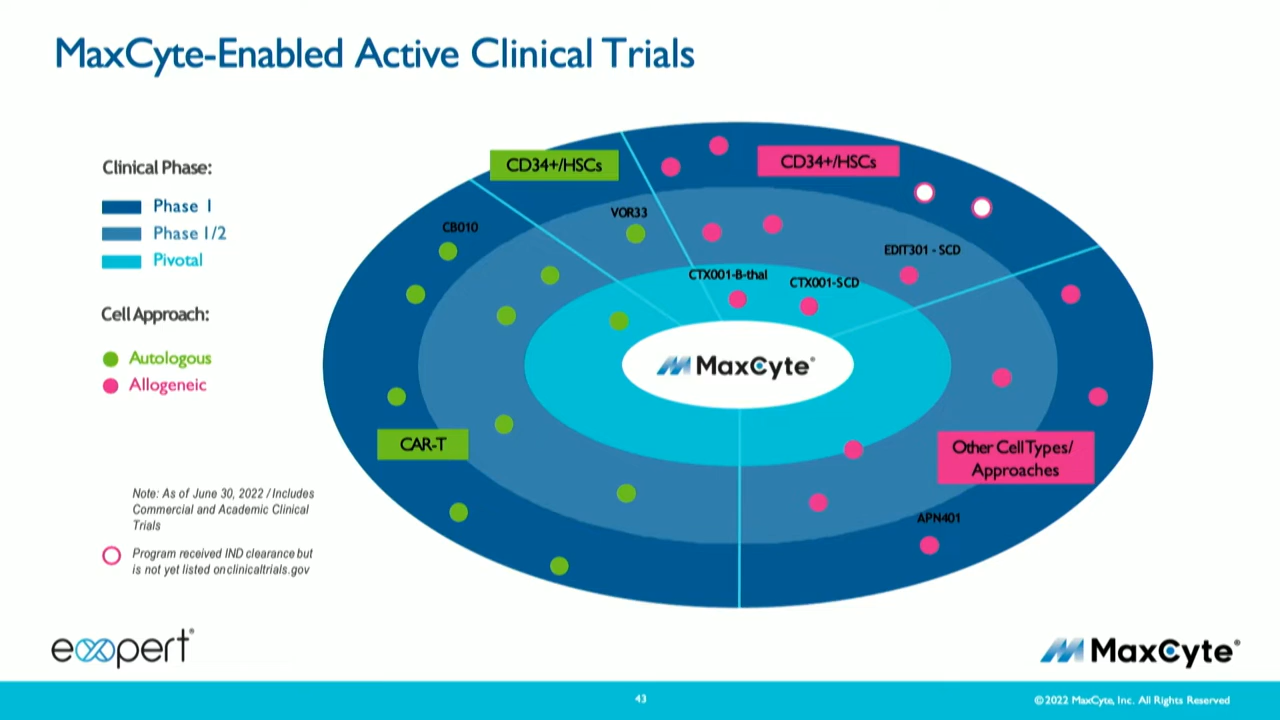 MaxCyte-Enabled Active Clinical Trials
Clinical Phase:
Phase 1
Phase 1/2
Pivotal
Cell Approach:
Autologous
Allogeneic
Note: As of June 30, 2022 / Includes
Commercial and Academic Clinical
Trials
Program received IND clearance but
is not yet listed on clinicaltrials.gov
CD34+/HSCs
CD34+/HSCs
CB010
VOR33
EDIT301 - SCD
CTX001-B-thal
CTX001-SCD
MaxCyte®
CAR-T
Other Cell Types/
Approaches
APN401
exxpert®
MaxCyte®
43
©2022 MaxCyte, Inc. All Rights Reserved